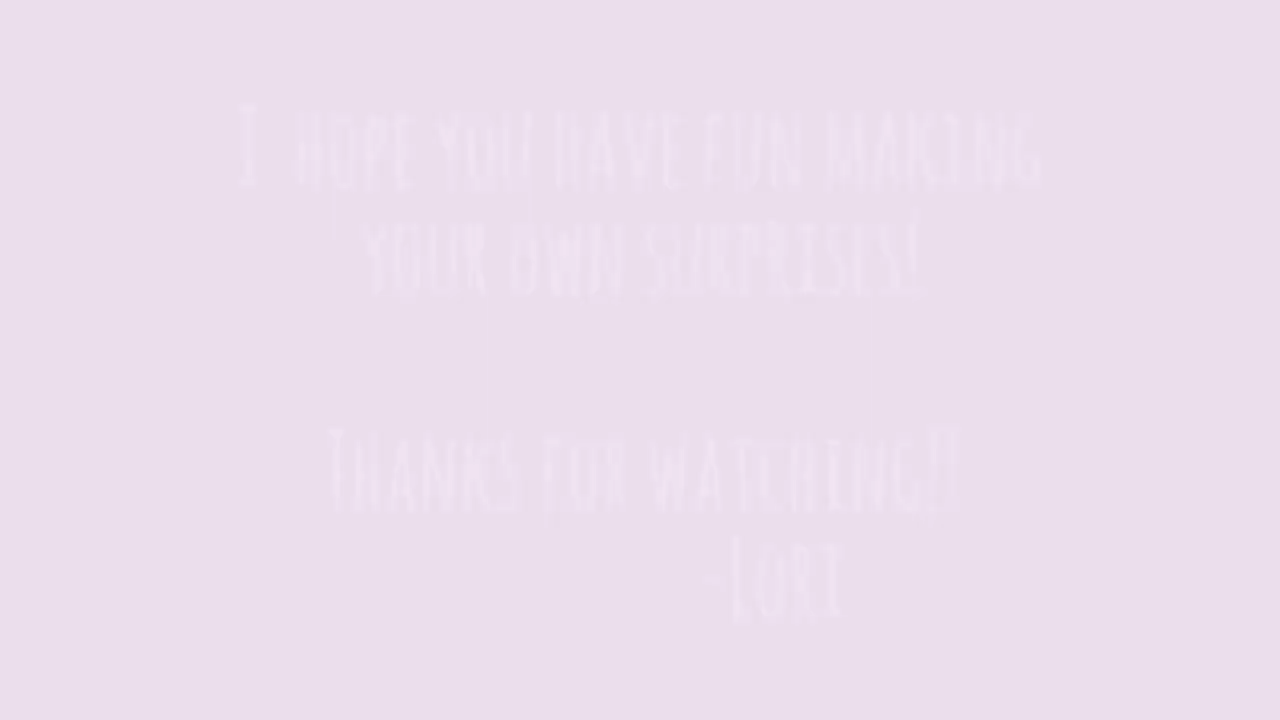 I HOPE YOU HAVE FUN MAKING
YOUR OWN SURPRISES!
THANKS FOR WATCHING!!
-LORI